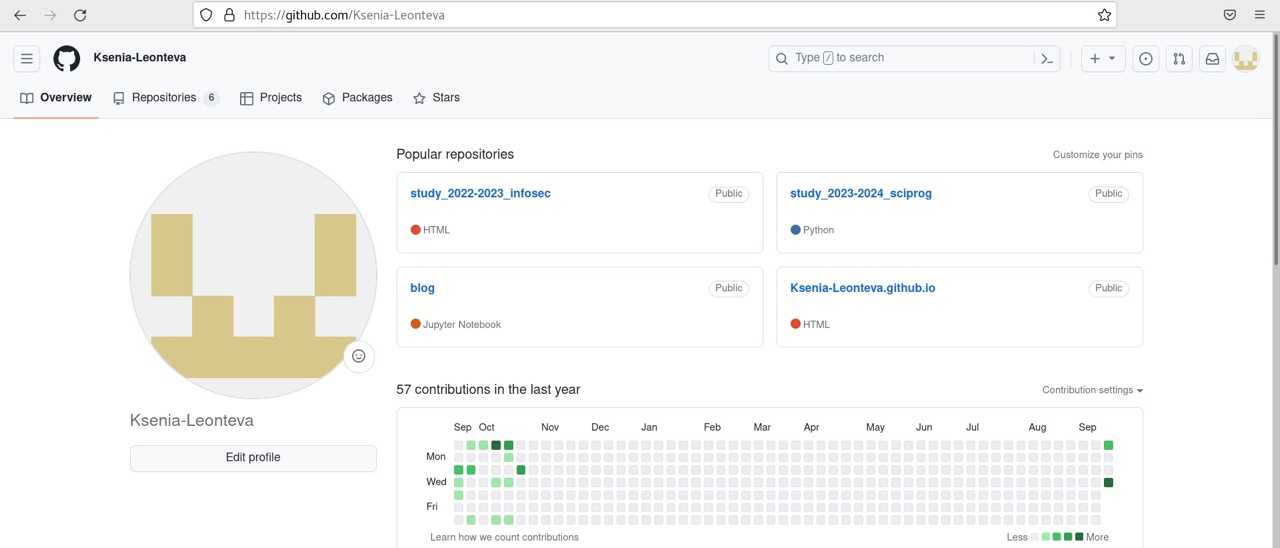 https://github.com/Ksenia-Leonteva
Ksenia-Leonteva
Type / to search
Overview
Repositories 6
Projects
Packages
Stars
Popular repositories
Customize your pins
study_2022-2023_infosec Public
HTML
study_2023-2024_sciprog Public
Python
blog Public
Jupyter Notebook
Ksenia-Leonteva.github.io Public
HTML
Ksenia-Leonteva
Edit profile
57 contributions in the last year
Contribution settings
Sep Oct Nov Dec Jan Feb Mar Apr May Jun Jul Aug Sep
Mon
Wed
Fri
Learn how we count contributions
Less More